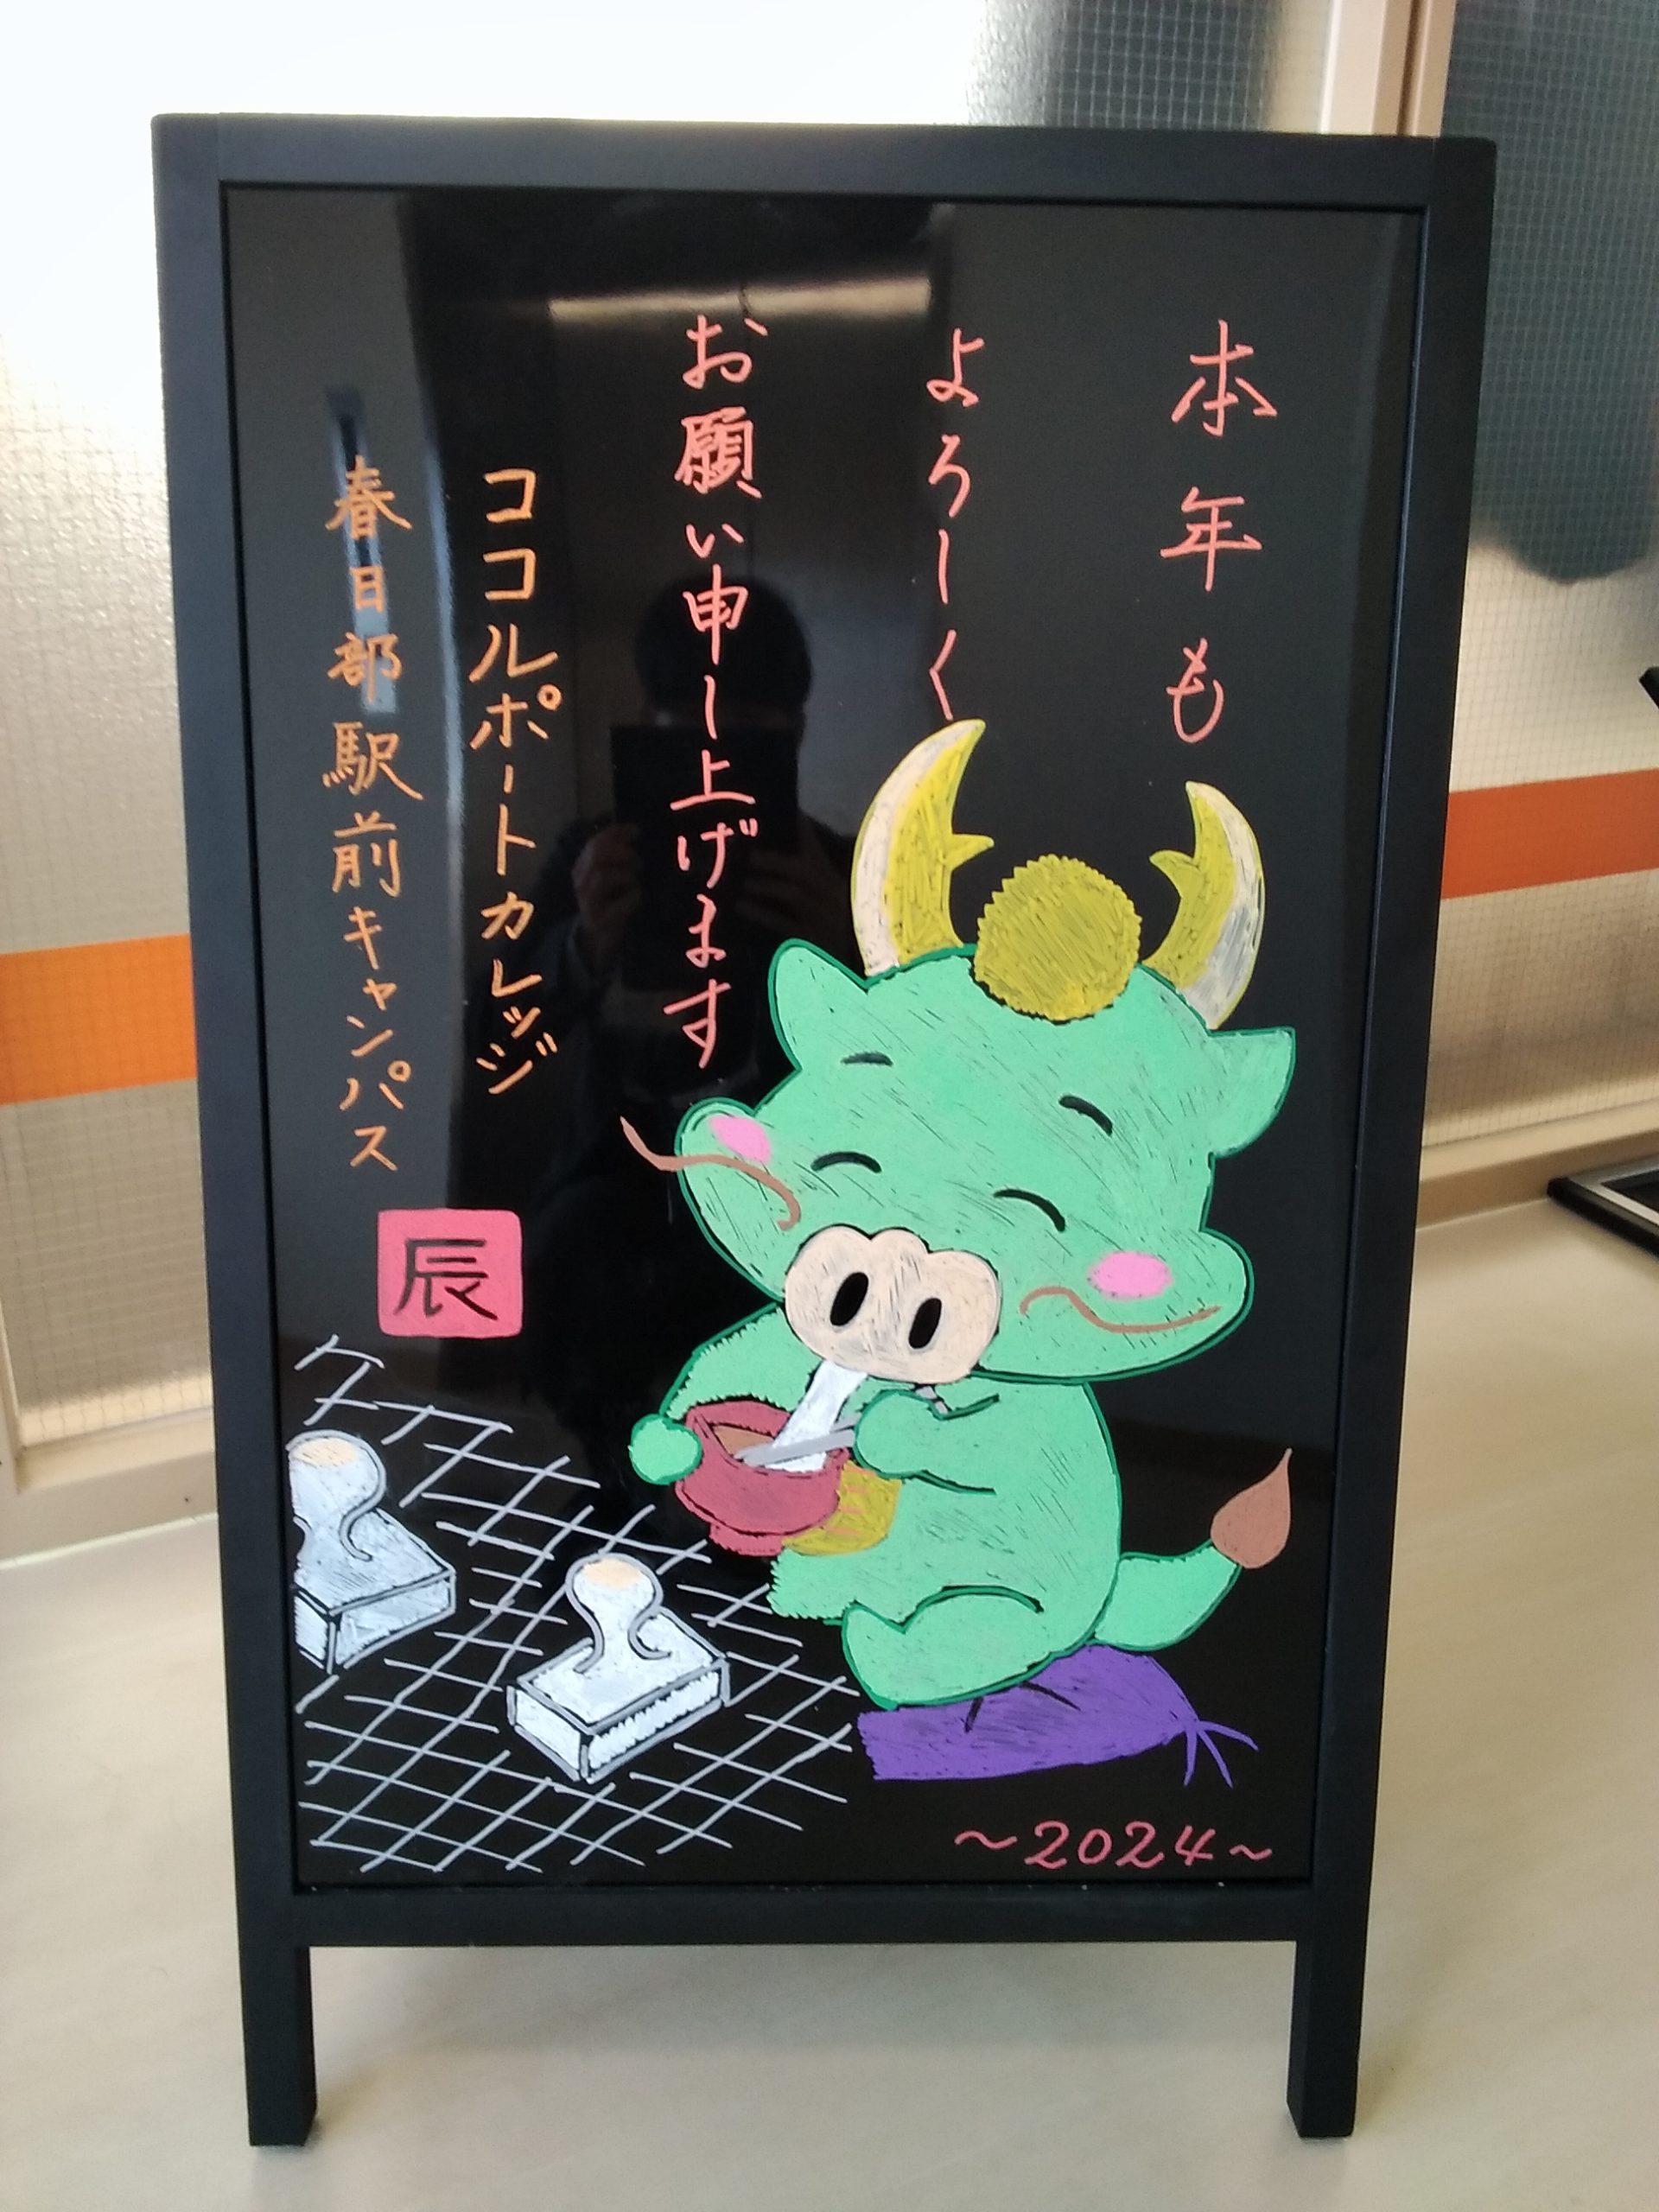 本年も
よろしく
お願い申し上げます
ココルポートカレッジ
春日部駅前キャンパス
辰
~2024~